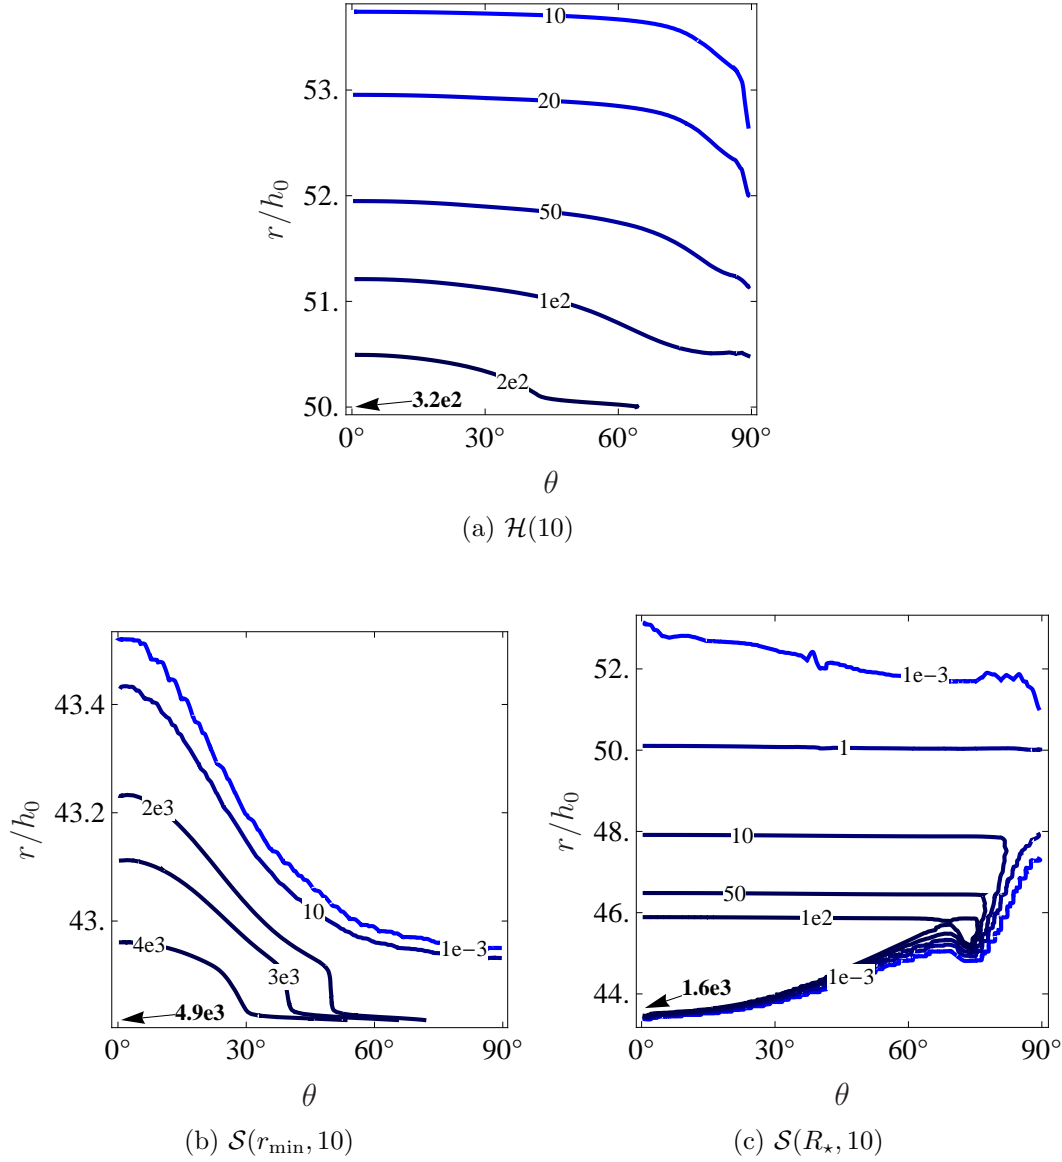 10
53.
20
52.
r/h₀
50
51.
1e2
2e2
50.
3.2e2
0° 30° 60° 90°
θ
(a) ℋ(10)
43.4
2e3
43.2
r/h₀
43.
10
1e−3
4e3
3e3
4.9e3
0° 30° 60° 90°
θ
(b) 𝒮(r_min, 10)
52.
1e−3
50.
1
r/h₀
48.
10
50
46.
1e2
1e−3
1.6e3
44.
0° 30° 60° 90°
θ
(c) 𝒮(R⋆, 10)